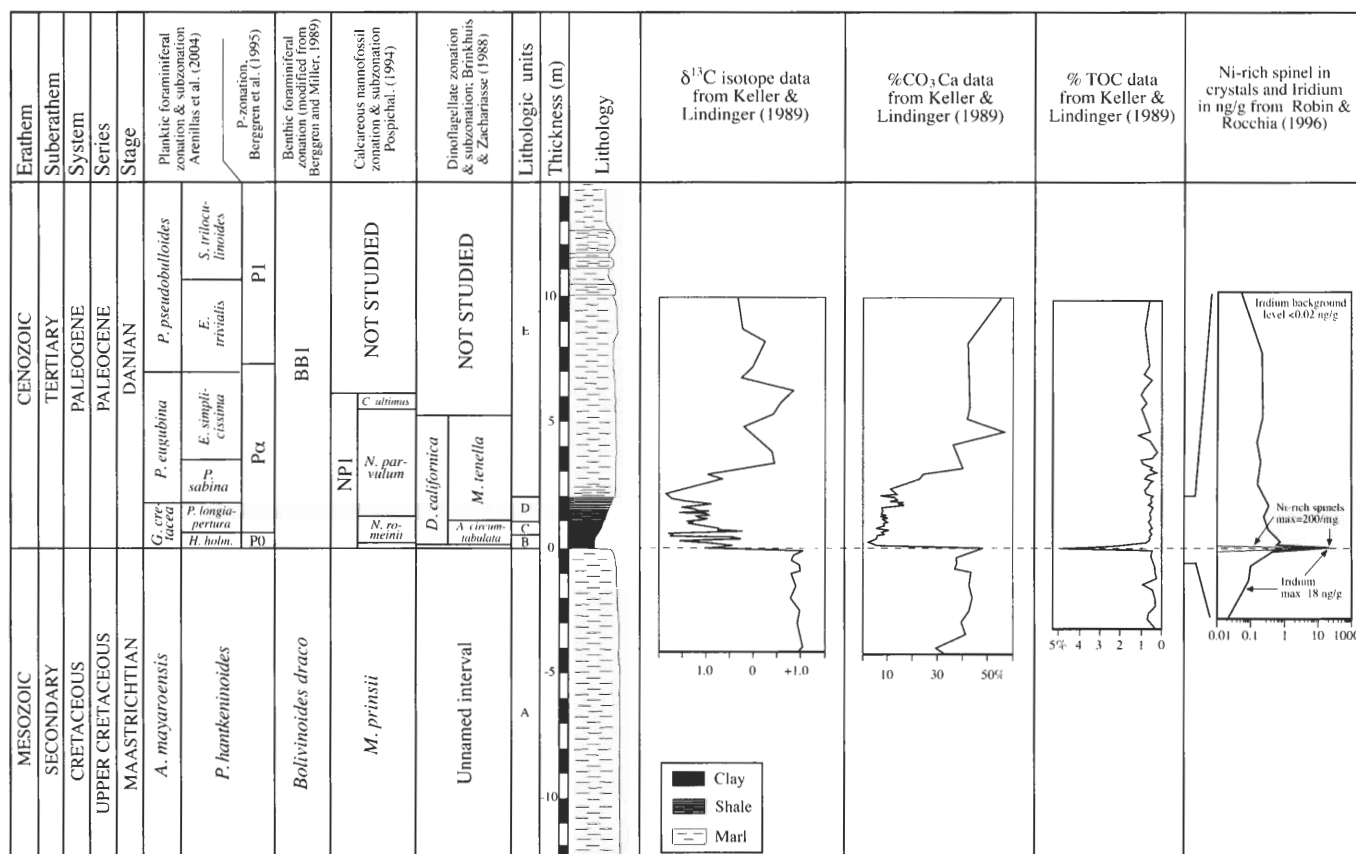 Erathem
Suberathem
System
Series
Stage
Planktic foraminiferal
zonation & subzonation
Arenillas et al. (2004)
P-zonation,
Berggren et al. (1995)
Benthic foraminiferal
zonation (modified from
Berggren and Miller, 1989)
Calcareous nannofossil
zonation & subzonation
Pospichal. (1994)
Dinoflagellate zonation
& subzonation; Brinkhuis
& Zachariasse (1988)
Lithologic units
Thickness (m)
Lithology
δ13C isotope data
from Keller &
Lindinger (1989)
%CO3Ca data
from Keller &
Lindinger (1989)
% TOC data
from Keller &
Lindinger (1989)
Ni-rich spinel in
crystals and Iridium
in ng/g from Robin &
Rocchia (1996)
CENOZOIC
TERTIARY
PALEOGENE
PALEOCENE
DANIAN
P. pseudobulloides
P. eugubina
G. cre-
tacea
S. trilocu-
linoides
E.
trivialis
E. simpli-
cissima
P.
sabina
P. longia-
pertura
H. holm.
P1
Pα
P0
BB1
NOT STUDIED
NP1
C. ultimus
N. par-
vulum
N. ro-
meinii
NOT STUDIED
D. californica
M. tenella
A. circum-
tabulata
E
D
C
B
10
5
0
MESOZOIC
SECONDARY
CRETACEOUS
UPPER CRETACEOUS
MAASTRICHTIAN
A. mayaroensis
P. hantkeninoides
Bolivinoides draco
M. prinsii
Unnamed interval
A
-5
-10
1.0 0 +1.0
10 30 50%
5% 4 3 2 1 0
Iridium background
level <0.02 ng/g
Ni-rich spinels
max=200/mg
Iridium
max 18 ng/g
0.01 0.1 1 10 100 1000
Clay
Shale
Marl